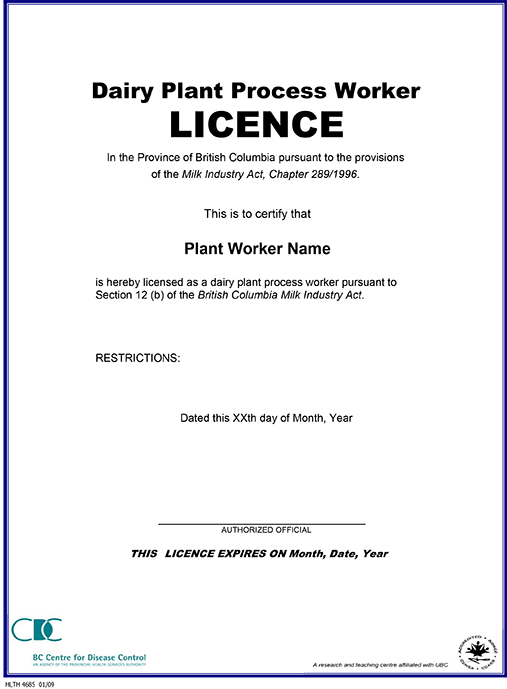 Dairy Plant Process Worker
LICENCE
In the Province of British Columbia pursuant to the provisions
of the Milk Industry Act, Chapter 289/1996.
This is to certify that
Plant Worker Name
is hereby licensed as a dairy plant process worker pursuant to
Section 12 (b) of the British Columbia Milk Industry Act.
RESTRICTIONS:
Dated this XXth day of Month, Year
AUTHORIZED OFFICIAL
THIS LICENCE EXPIRES ON Month, Date, Year
CDC
BC Centre for Disease Control
AN AGENCY OF THE PROVINCIAL HEALTH SERVICES AUTHORITY
A research and teaching centre affiliated with UBC
ACCREDITED
HLTH 4685 01/09